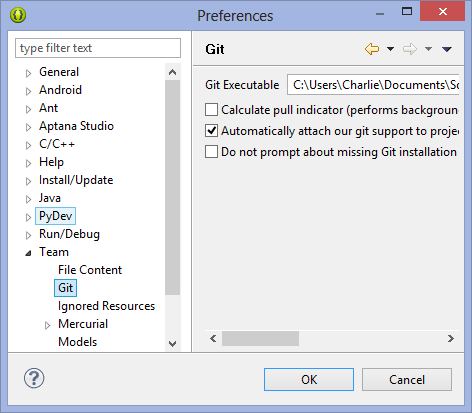 Preferences
type filter text
General
Android
Ant
Aptana Studio
C/C++
Help
Install/Update
Java
PyDev
Run/Debug
Team
File Content
Git
Ignored Resources
Mercurial
Models
Git
Git Executable C:\Users\Charlie\Documents\Sc
Calculate pull indicator (performs backgroun
Automatically attach our git support to projec
Do not prompt about missing Git installation
OK Cancel